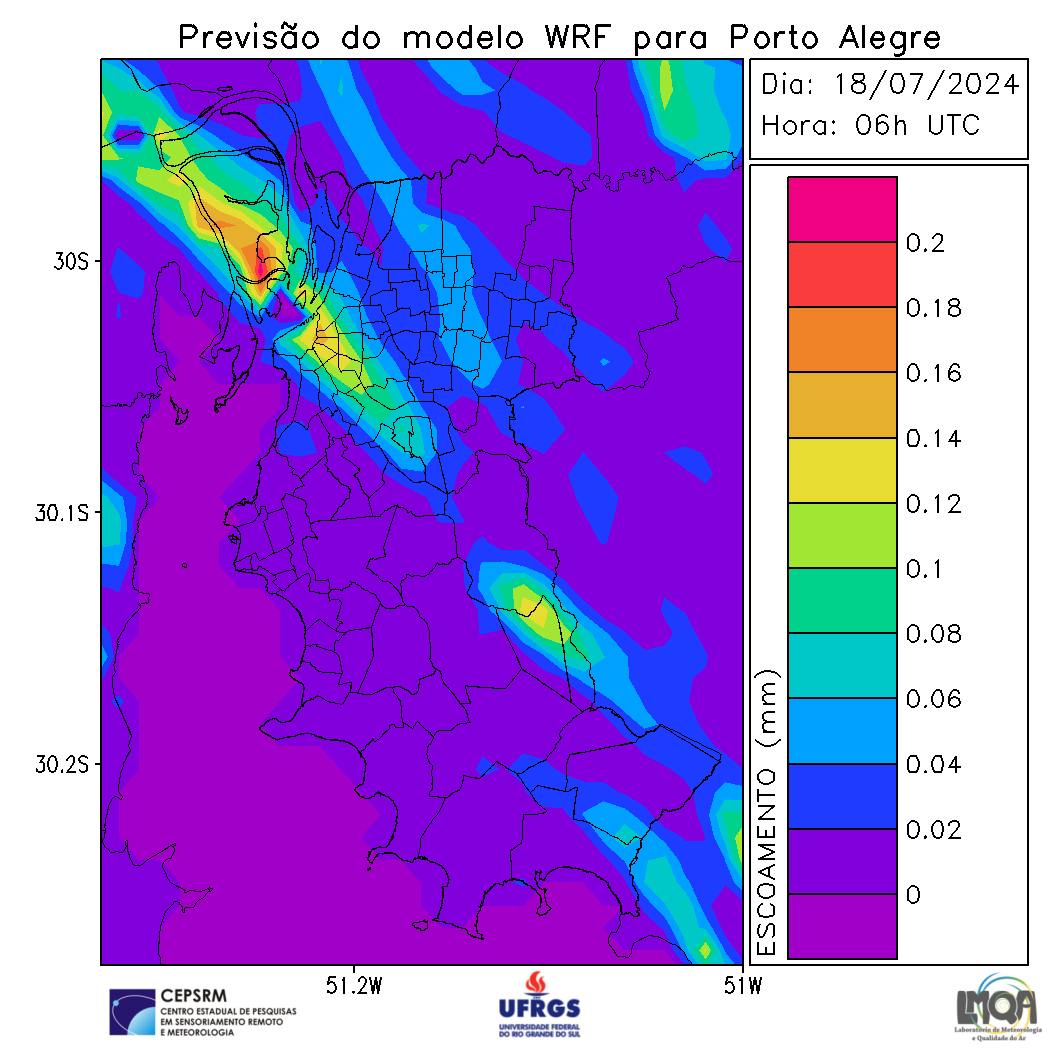 Previsão do modelo WRF para Porto Alegre
Dia: 18/07/2024
Hora: 06h UTC
30S
30.1S
30.2S
51.2W
51W
ESCOAMENTO (mm)
0.2
0.18
0.16
0.14
0.12
0.1
0.08
0.06
0.04
0.02
0
CEPSRM
CENTRO ESTADUAL DE PESQUISAS
EM SENSORIAMENTO REMOTO
E METEOROLOGIA
UFRGS
UNIVERSIDADE FEDERAL
DO RIO GRANDE DO SUL
LMQA
Laboratório de Meteorologia
e Qualidade do Ar